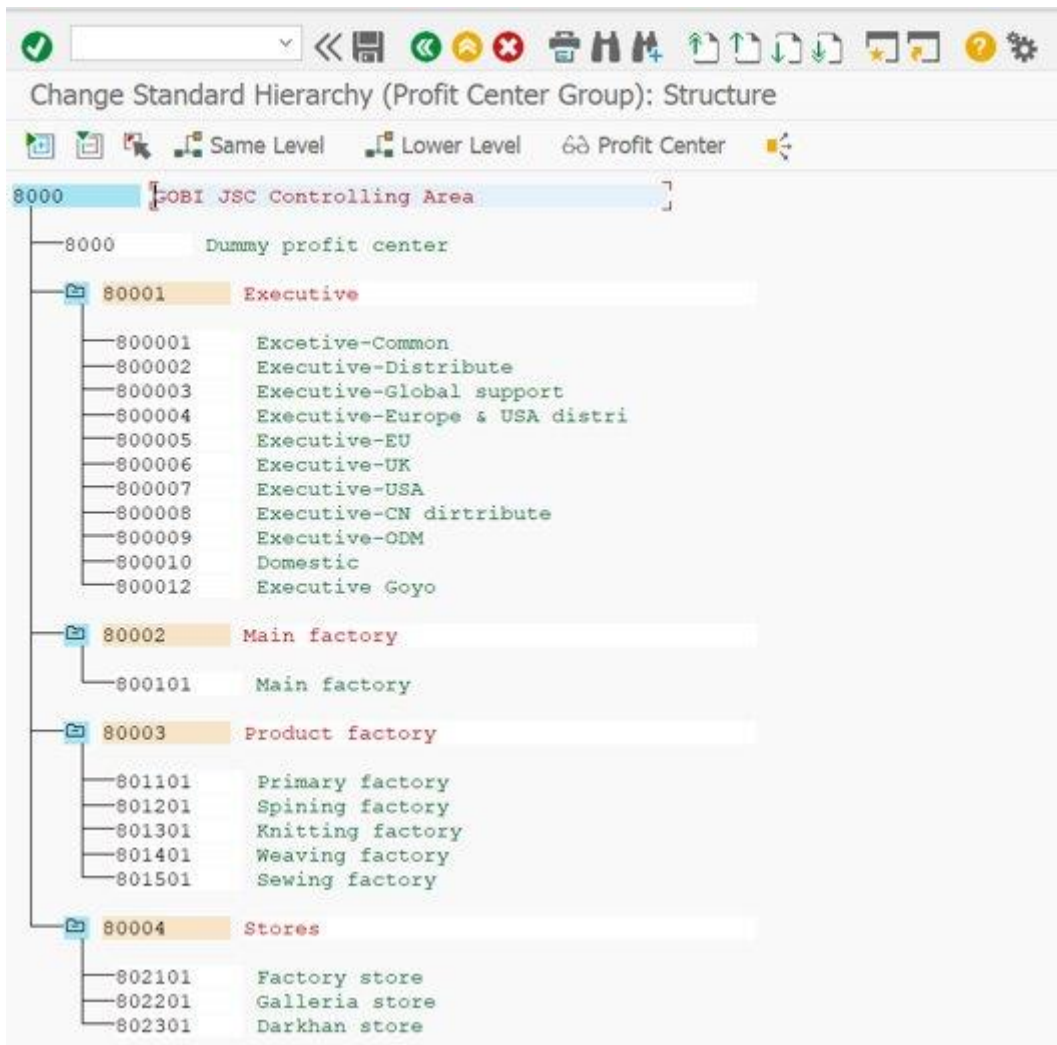 Change Standard Hierarchy (Profit Center Group): Structure
Same Level Lower Level Profit Center
8000 GOBI JSC Controlling Area
8000 Dummy profit center
80001 Executive
800001 Excetive-Common
800002 Executive-Distribute
800003 Executive-Global support
800004 Executive-Europe & USA distri
800005 Executive-EU
800006 Executive-UK
800007 Executive-USA
800008 Executive-CN dirtribute
800009 Executive-ODM
800010 Domestic
800012 Executive Goyo
80002 Main factory
800101 Main factory
80003 Product factory
801101 Primary factory
801201 Spining factory
801301 Knitting factory
801401 Weaving factory
801501 Sewing factory
80004 Stores
802101 Factory store
802201 Galleria store
802301 Darkhan store